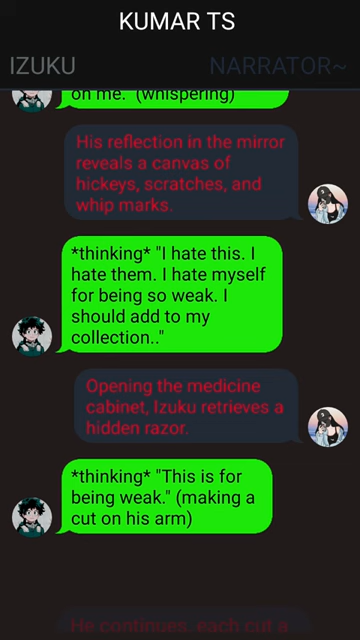 KUMAR TS
IZUKU NARRATOR~
on me." (whispering)
His reflection in the mirror
reveals a canvas of
hickeys, scratches, and
whip marks.
*thinking* "I hate this. I
hate them. I hate myself
for being so weak. I
should add to my
collection.."
Opening the medicine
cabinet, Izuku retrieves a
hidden razor.
*thinking* "This is for
being weak." (making a
cut on his arm)
He continues, each cut a